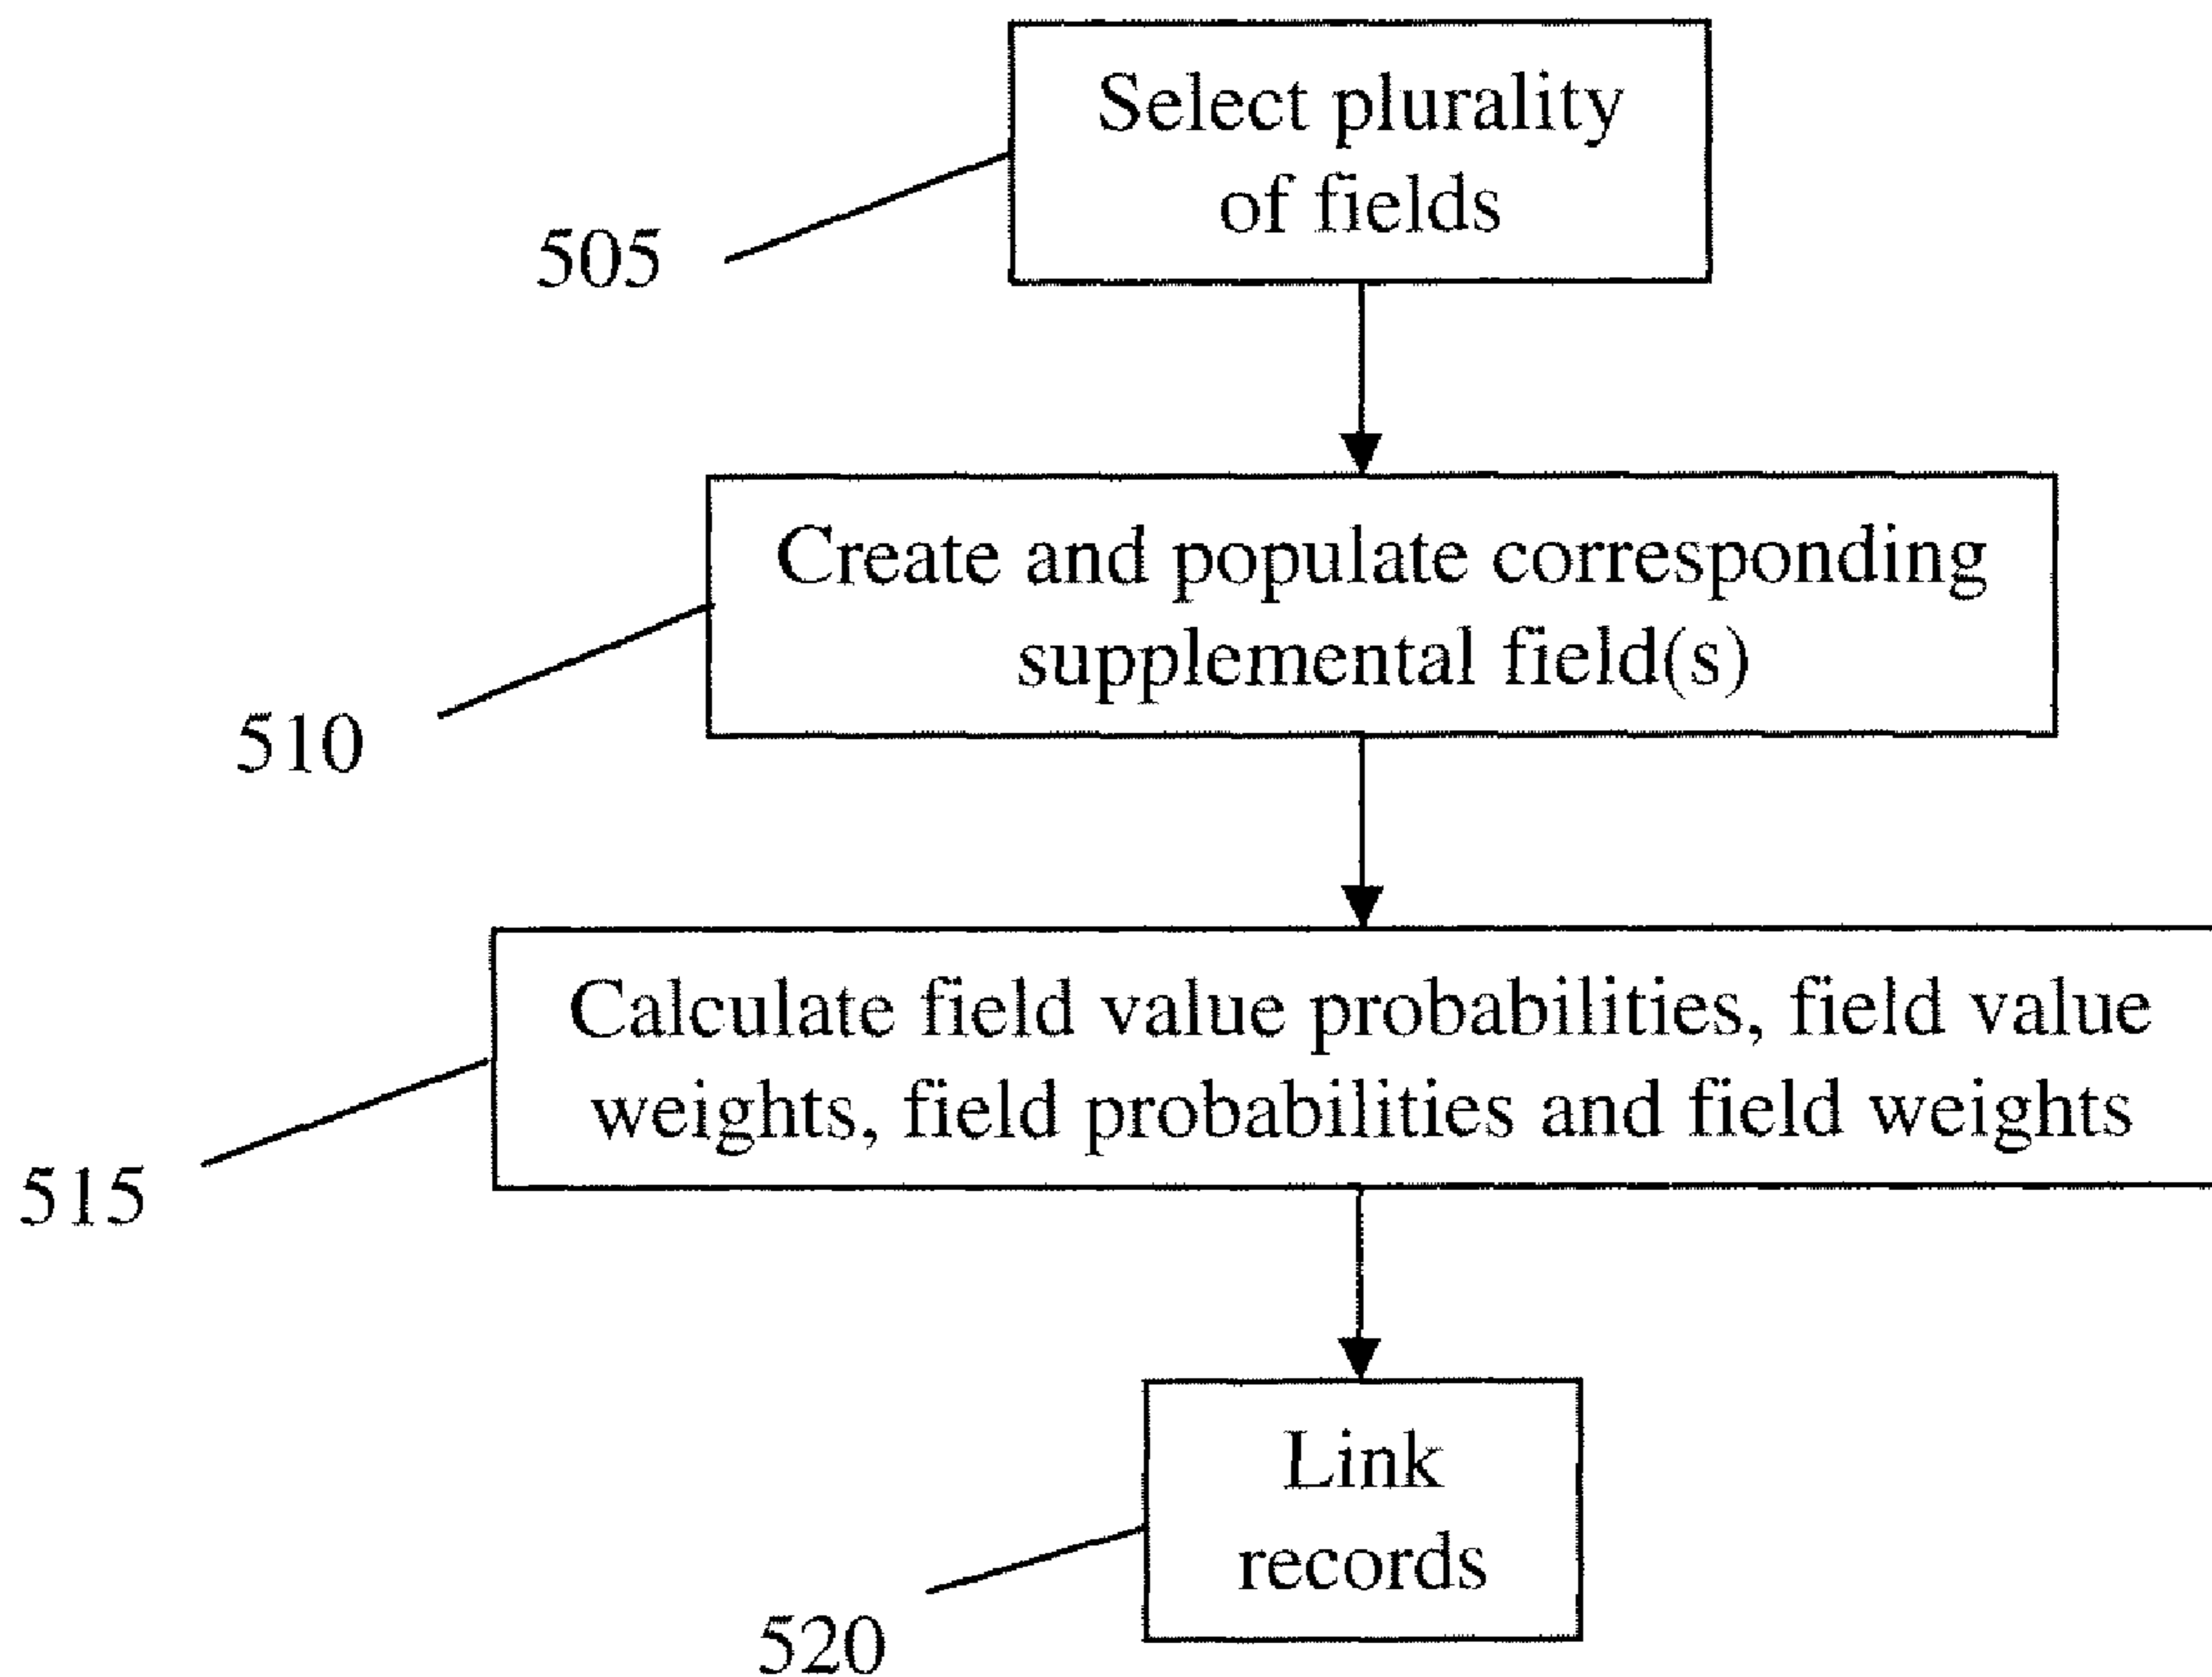 Select plurality
of fields
505
Create and populate corresponding
supplemental field(s)
510
Calculate field value probabilities, field value
weights, field probabilities and field weights
515
Link
records
520